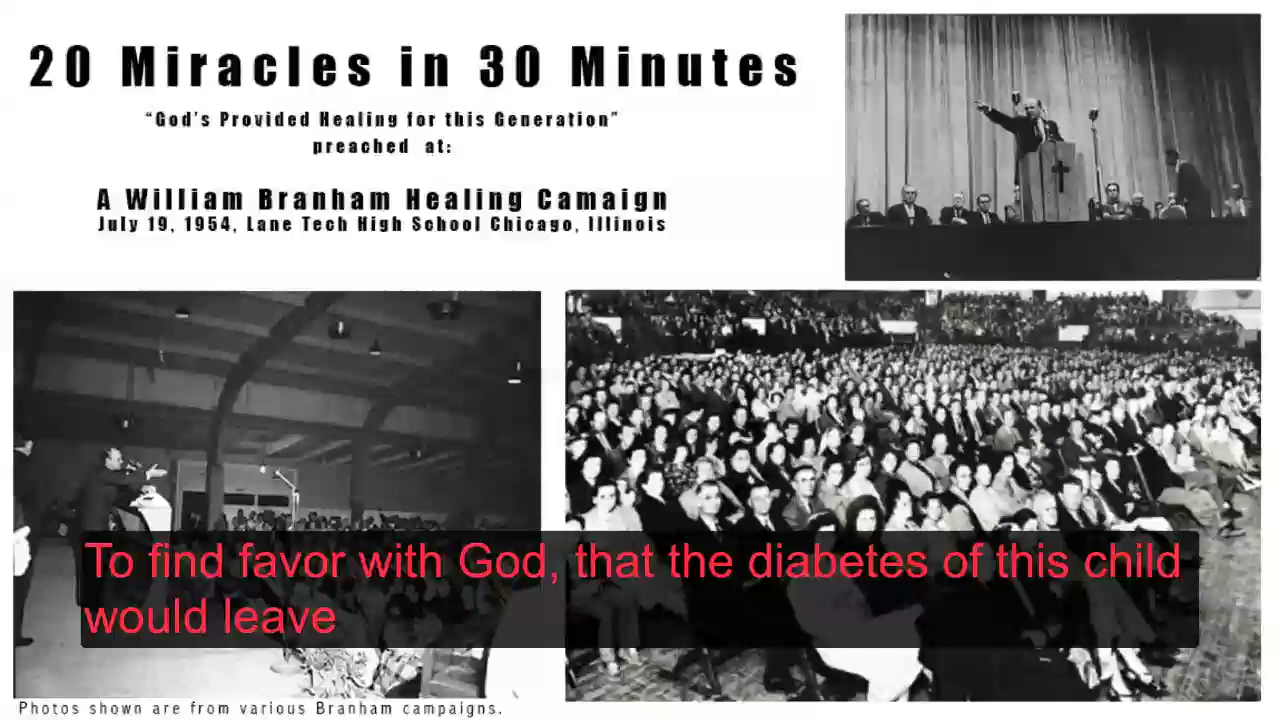 20 Miracles in 30 Minutes
“God's Provided Healing for this Generation”
preached at:
A William Branham Healing Camaign
July 19, 1954, Lane Tech High School Chicago, Illinois
To find favor with God, that the diabetes of this child
would leave
Photos shown are from various Branham campaigns.